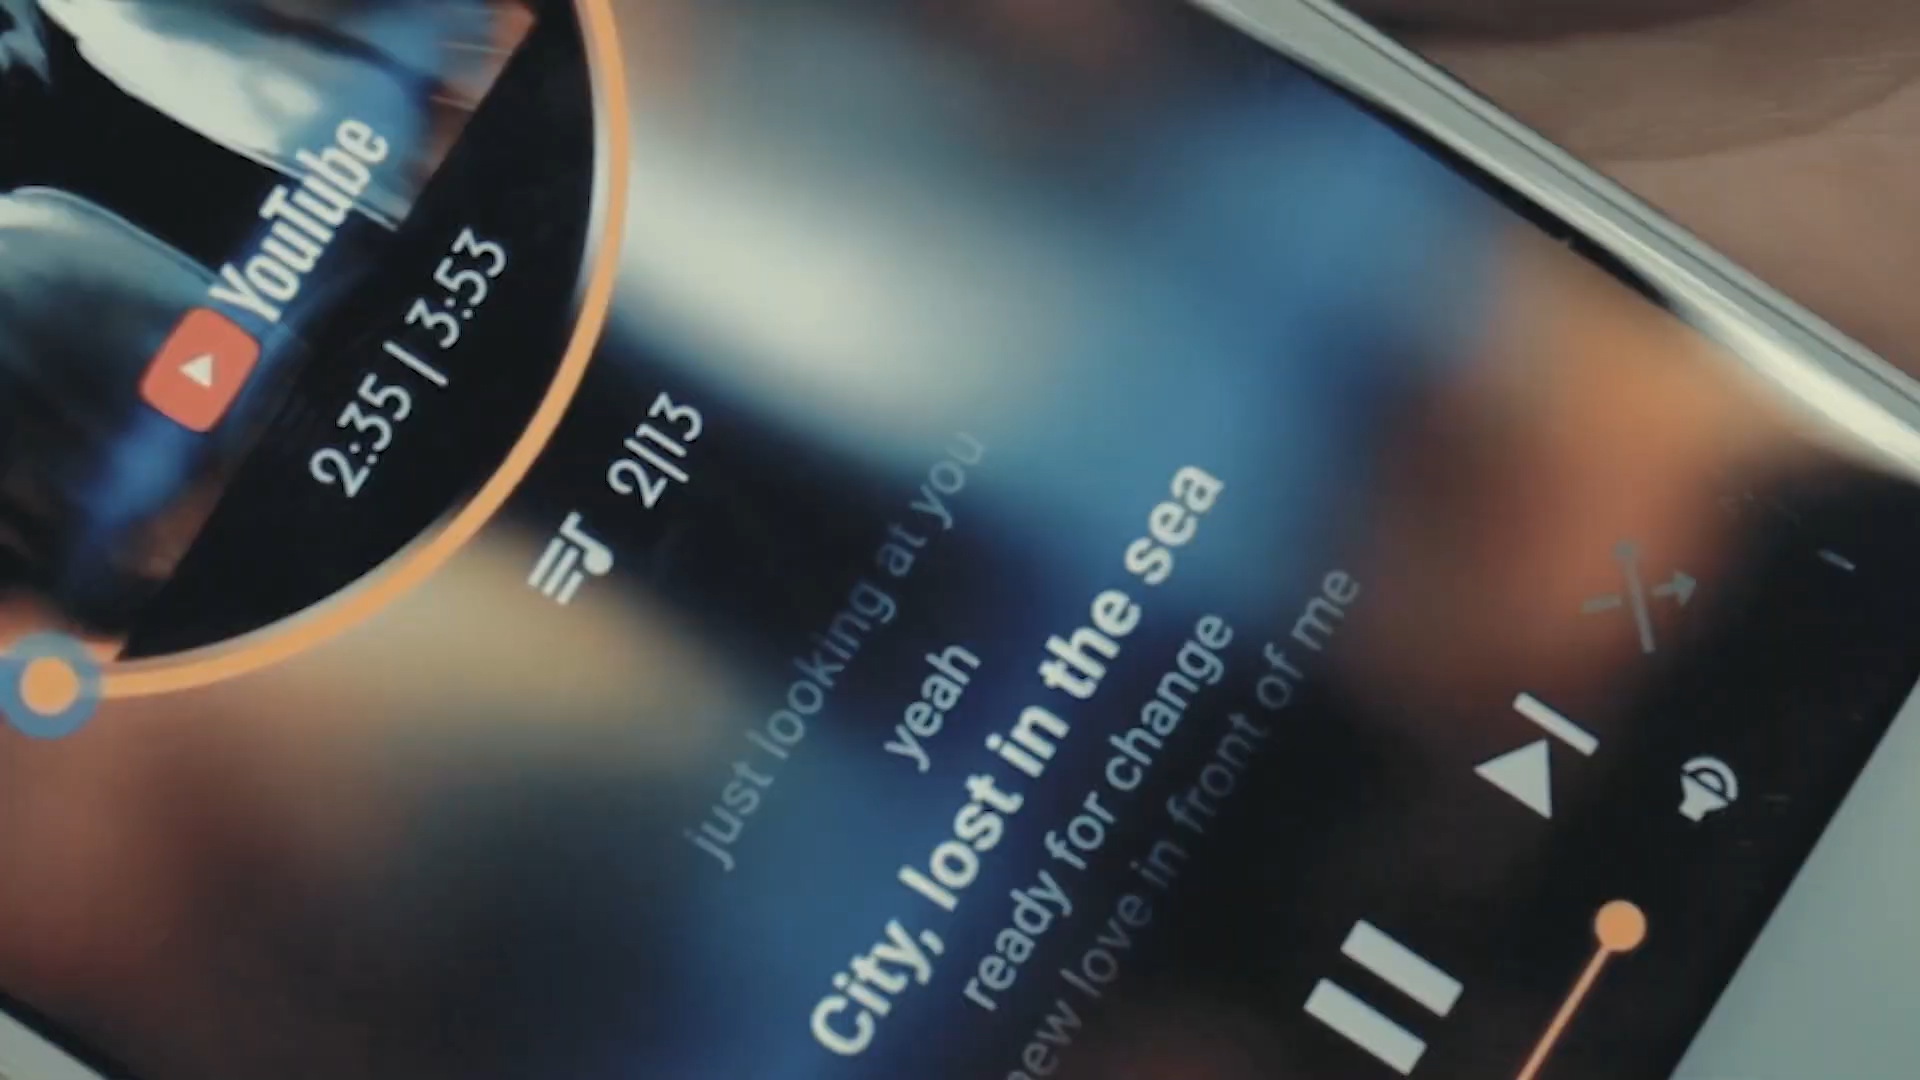 YouTube
2:35 | 3:53
2|13
just looking at you
yeah
City, lost in the sea
ready for change
new love in front of me